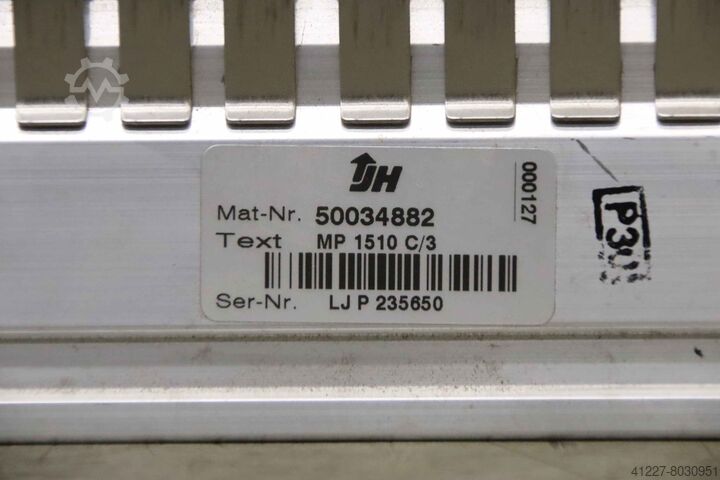 JH
Mat-Nr. 50034882
000127
Text MP 1510 C/3
Ser-Nr. LJ P 235650
41227-8030951